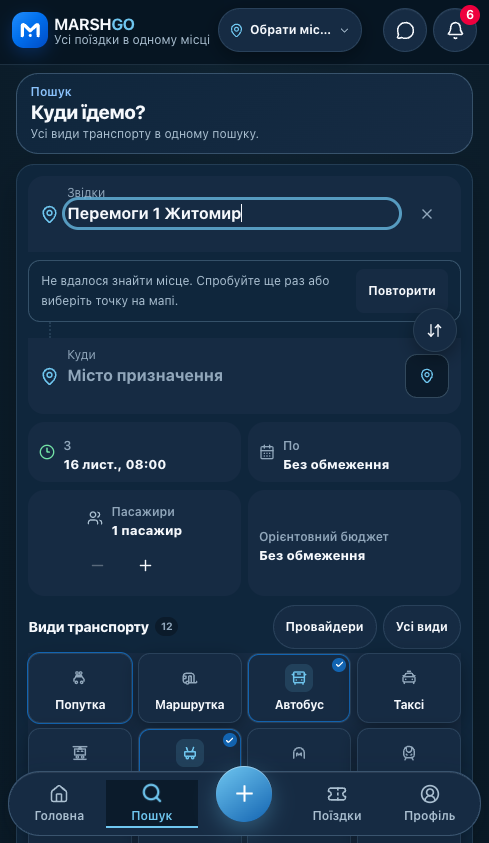 MARSHGO
Усі поїздки в одному місці
Обрати міс...
6
Пошук
Куди їдемо?
Усі види транспорту в одному пошуку.
Звідки
Перемоги 1 Житомир
Не вдалося знайти місце. Спробуйте ще раз або
виберіть точку на мапі.
Повторити
Куди
Місто призначення
З
16 лист., 08:00
По
Без обмеження
Пасажири
1 пасажир
Орієнтовний бюджет
Без обмеження
Види транспорту 12
Провайдери
Усі види
Попутка
Маршрутка
Автобус
Таксі
Головна
Пошук
Поїздки
Профіль